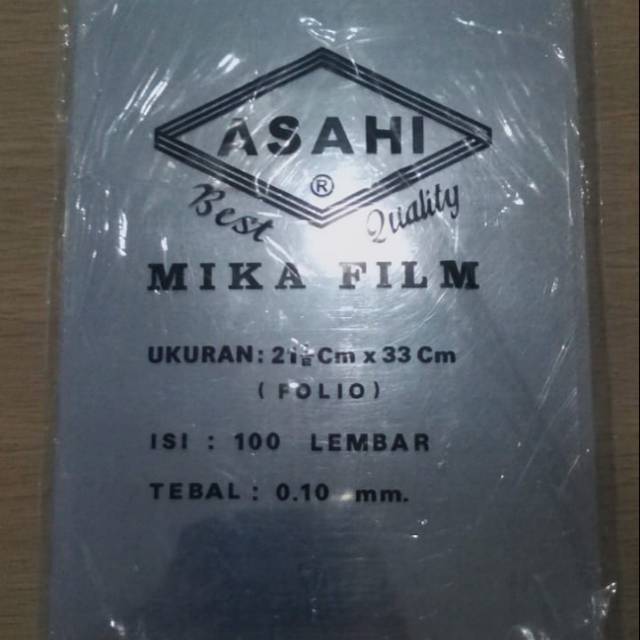 ASAHI
®
Best Quality
MIKA FILM
UKURAN: 21½ Cm x 33 Cm
( FOLIO )
ISI : 100 LEMBAR
TEBAL : 0.10 mm.